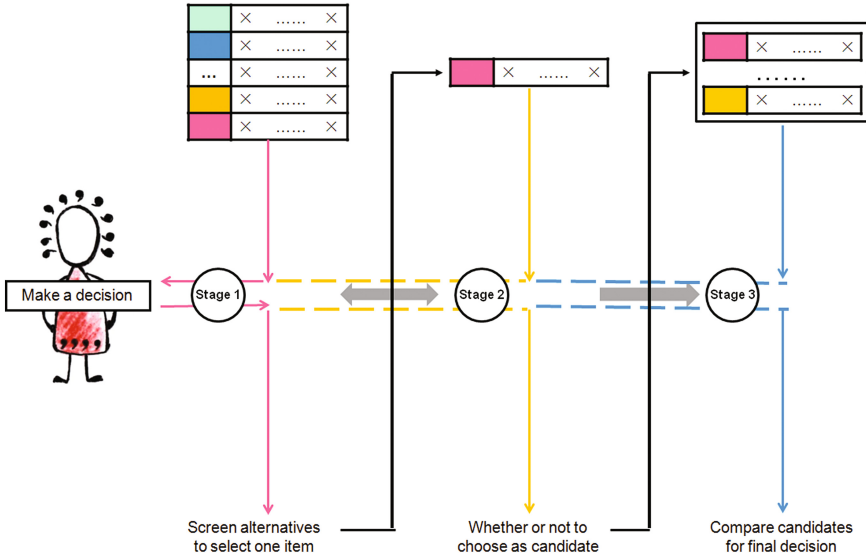 × ...... ×
× ...... ×
... × ...... ×
× ...... ×
× ...... ×
× ...... ×
× ...... ×
......
× ...... ×
Make a decision
Stage 1
Stage 2
Stage 3
Screen alternatives
to select one item
Whether or not to
choose as candidate
Compare candidates
for final decision